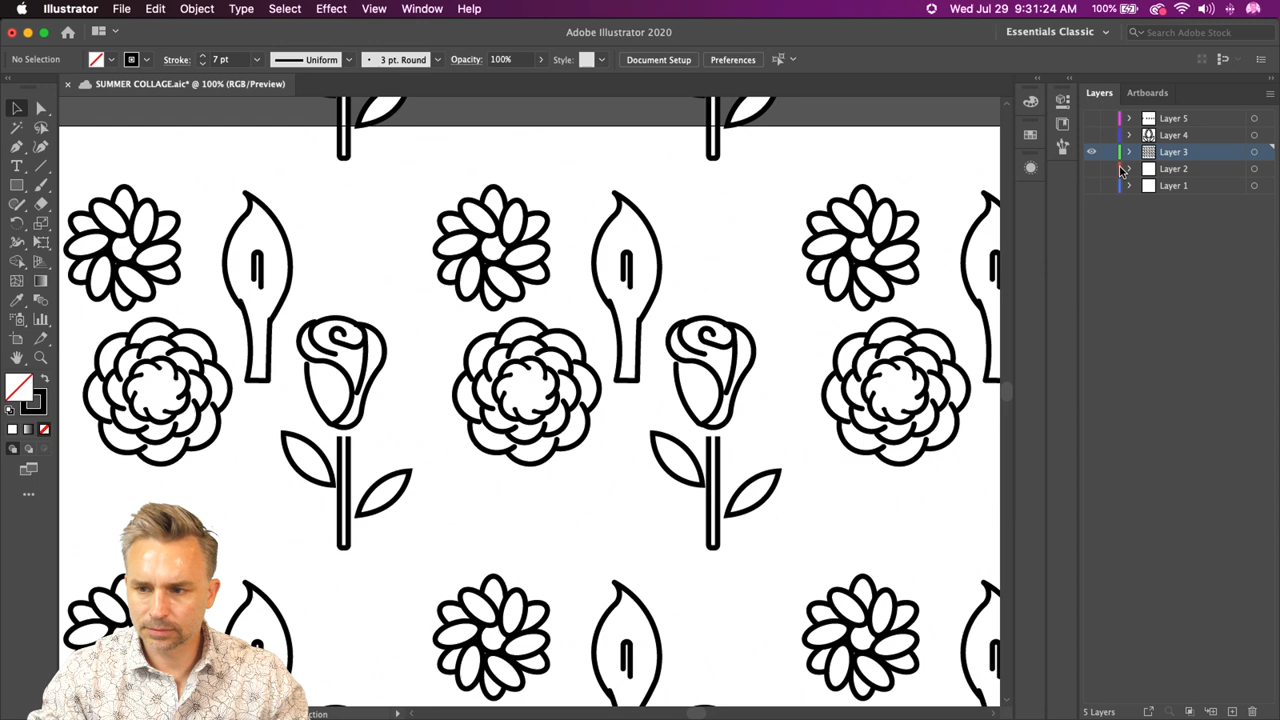 Illustrator File Edit Object Type Select Effect View Window Help 100% Wed Jul 29 9:31:24 AM
Adobe Illustrator 2020 Essentials Classic Search Adobe Stock
No Selection Stroke: 7 pt Uniform 3 pt. Round Opacity: 100% Style: Document Setup Preferences
× SUMMER COLLAGE.aic* @ 100% (RGB/Preview)
Layers Artboards
Layer 5
Layer 4
Layer 3
Layer 2
Layer 1
5 Layers